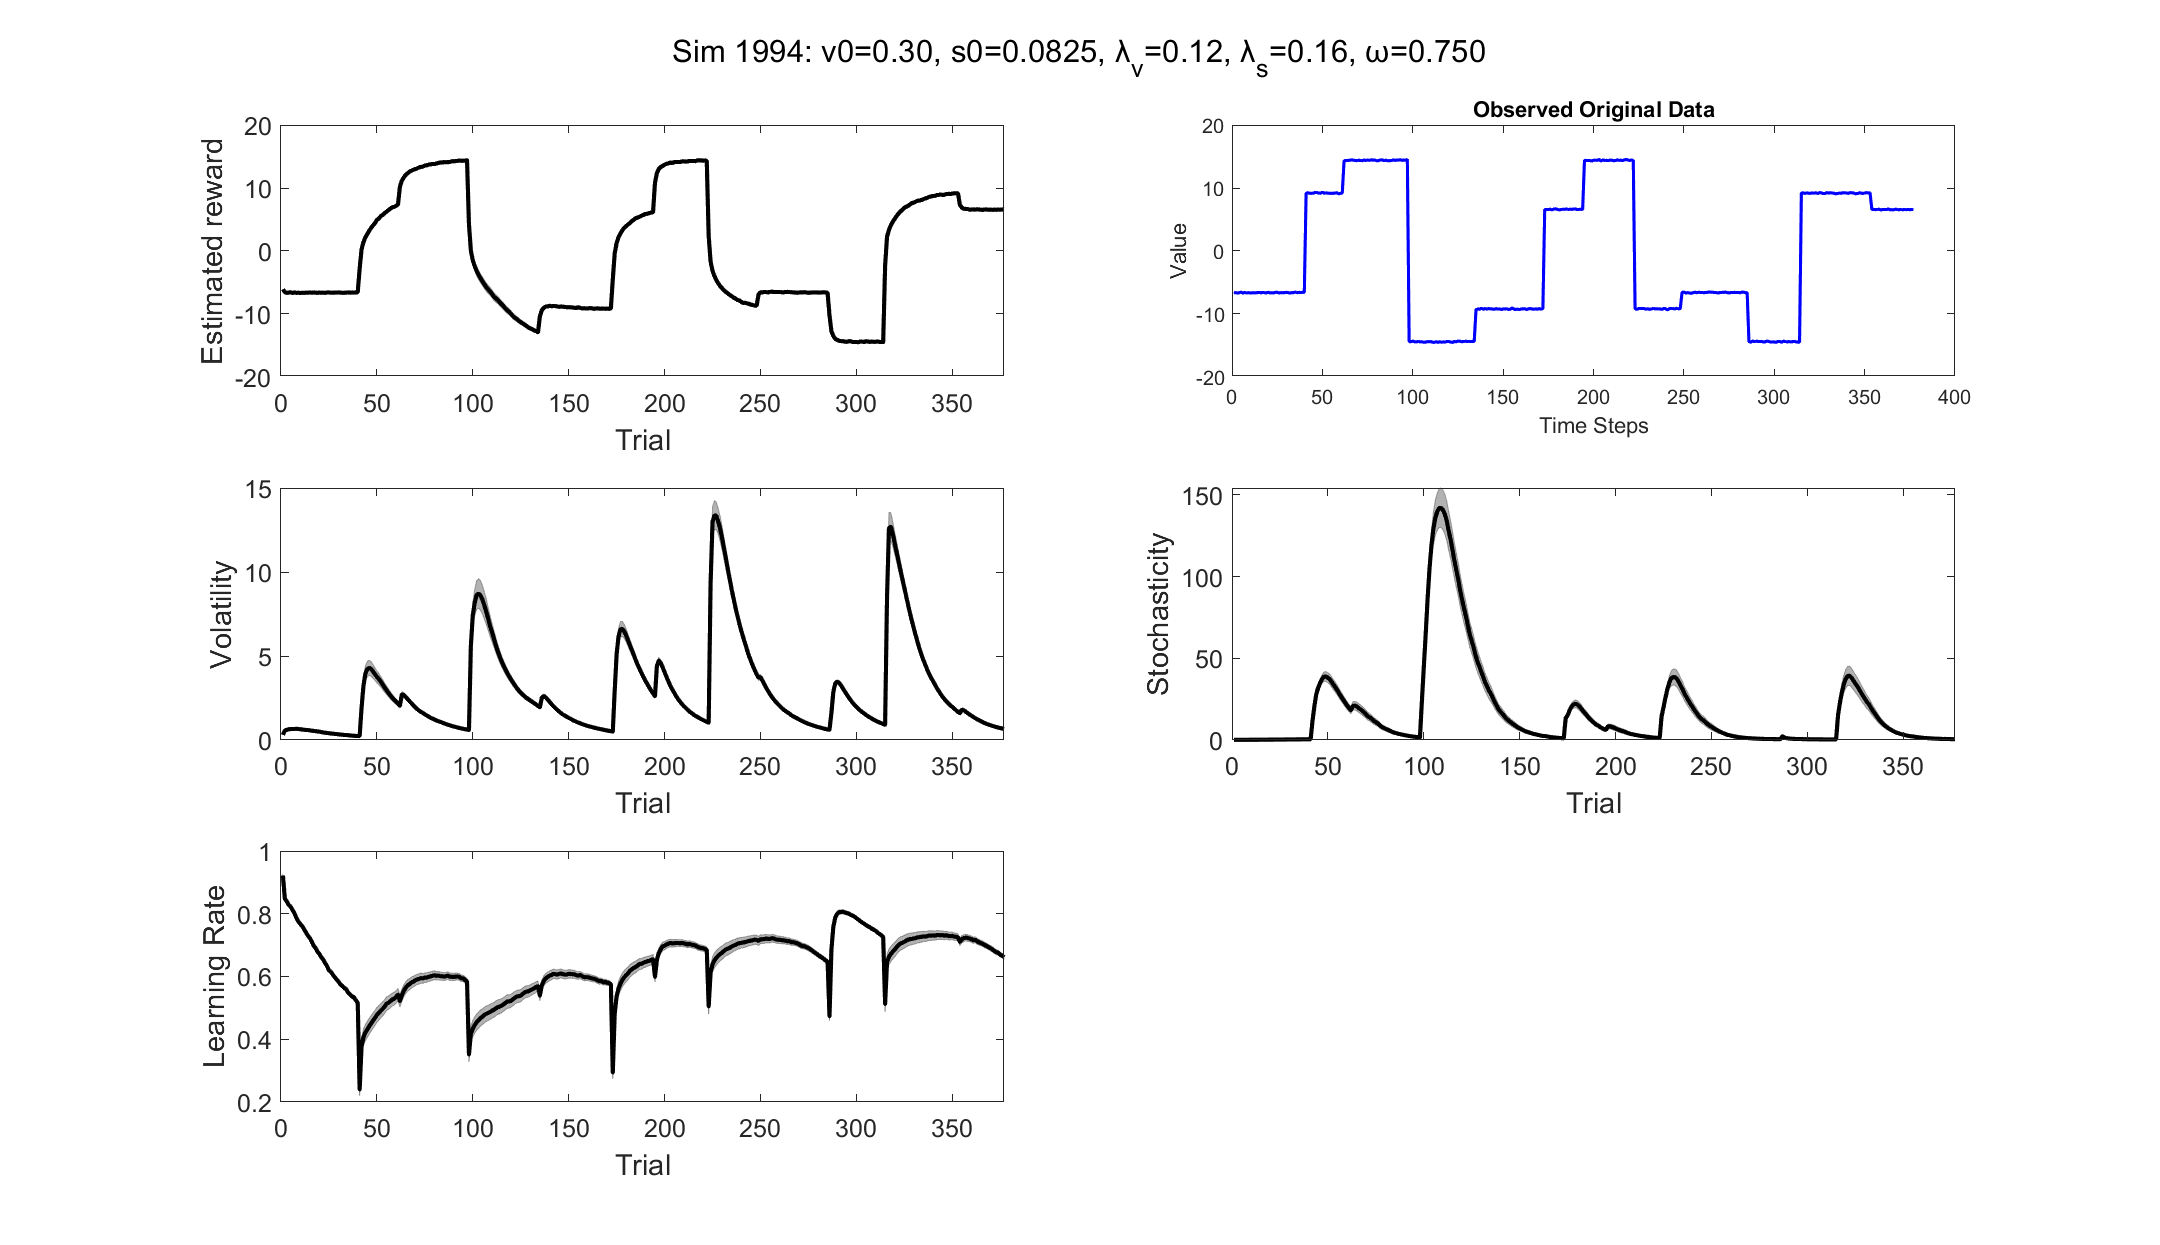 Sim 1994: v0=0.30, s0=0.0825, λ_v=0.12, λ_s=0.16, ω=0.750
Estimated reward
20
10
0
-10
-20
0 50 100 150 200 250 300 350
Trial
Observed Original Data
Value
20
10
0
-10
-20
0 50 100 150 200 250 300 350 400
Time Steps
Volatility
15
10
5
0
0 50 100 150 200 250 300 350
Trial
Stochasticity
150
100
50
0
0 50 100 150 200 250 300 350
Trial
Learning Rate
1
0.8
0.6
0.4
0.2
0 50 100 150 200 250 300 350
Trial